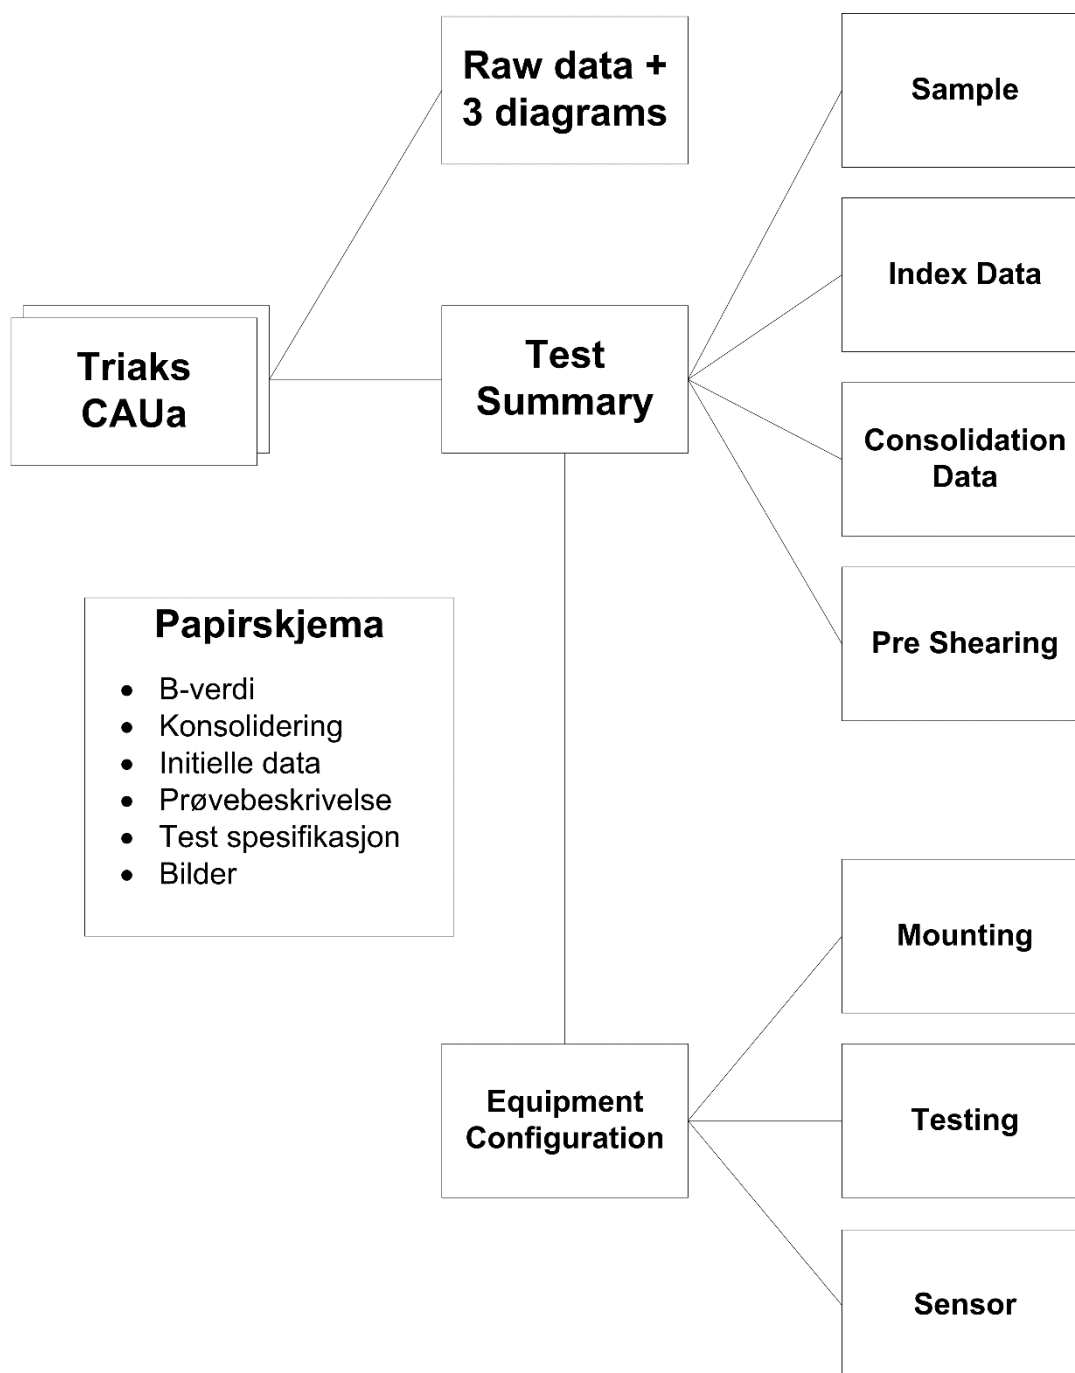 Raw data +
3 diagrams
Sample
Index Data
Triaks
CAUa
Test
Summary
Consolidation
Data
Pre Shearing
Papirskjema
• B-verdi
• Konsolidering
• Initielle data
• Prøvebeskrivelse
• Test spesifikasjon
• Bilder
Mounting
Equipment
Configuration
Testing
Sensor